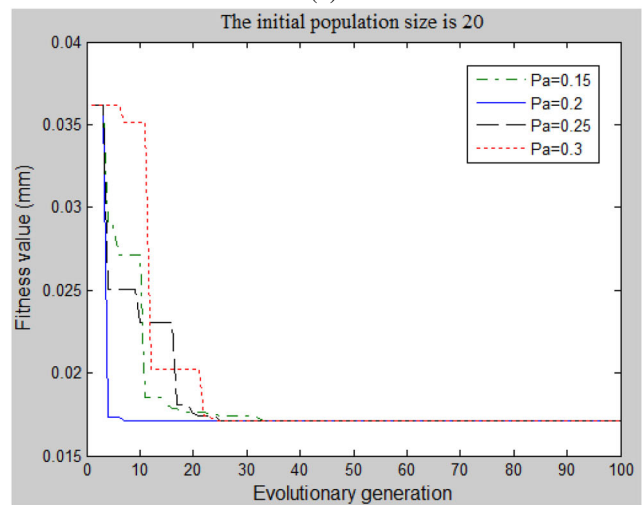 The initial population size is 20
0.04
0.035
0.03
0.025
0.02
0.015
Fitness value (mm)
Pa=0.15
Pa=0.2
Pa=0.25
Pa=0.3
0 10 20 30 40 50 60 70 80 90 100
Evolutionary generation